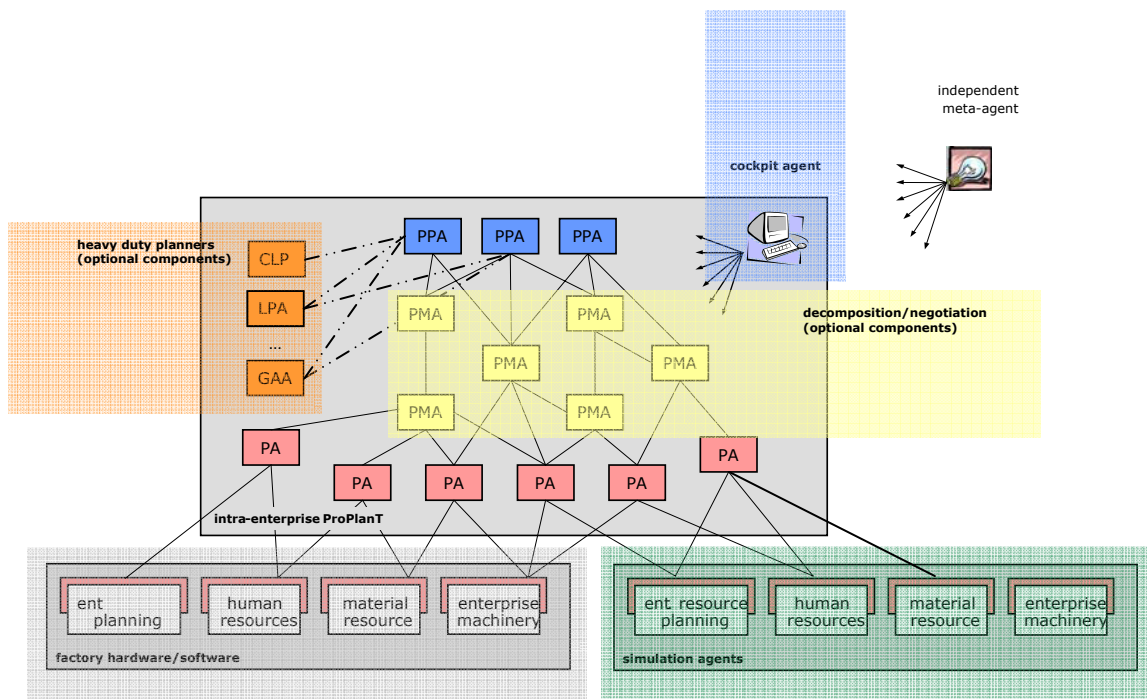 independent
meta-agent
cockpit agent
heavy duty planners
(optional components)
PPA
PPA
PPA
CLP
LPA
...
GAA
PMA
PMA
decomposition/negotiation
(optional components)
PMA
PMA
PMA
PMA
PA
PA
PA
PA
PA
PA
intra-enterprise ProPlanT
ent
planning
human
resources
material
resource
enterprise
machinery
factory hardware/software
ent. resource
planning
human
resources
material
resource
enterprise
machinery
simulation agents